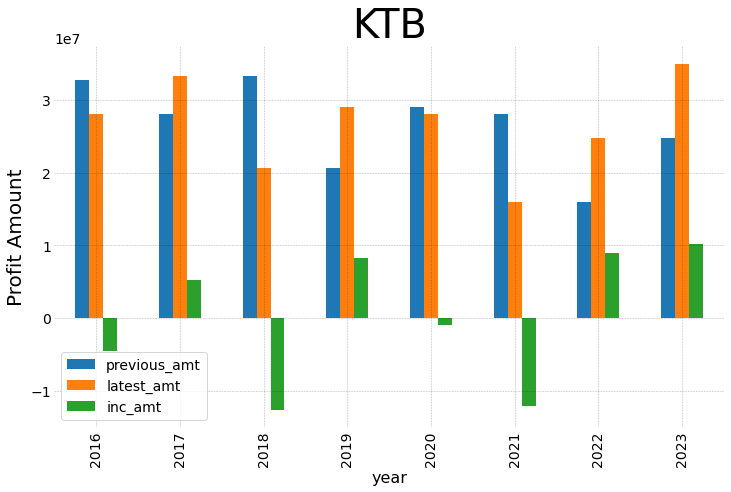 KTB
1e7
Profit Amount
3
2
1
0
−1
previous_amt
latest_amt
inc_amt
2016 2017 2018 2019 2020 2021 2022 2023
year